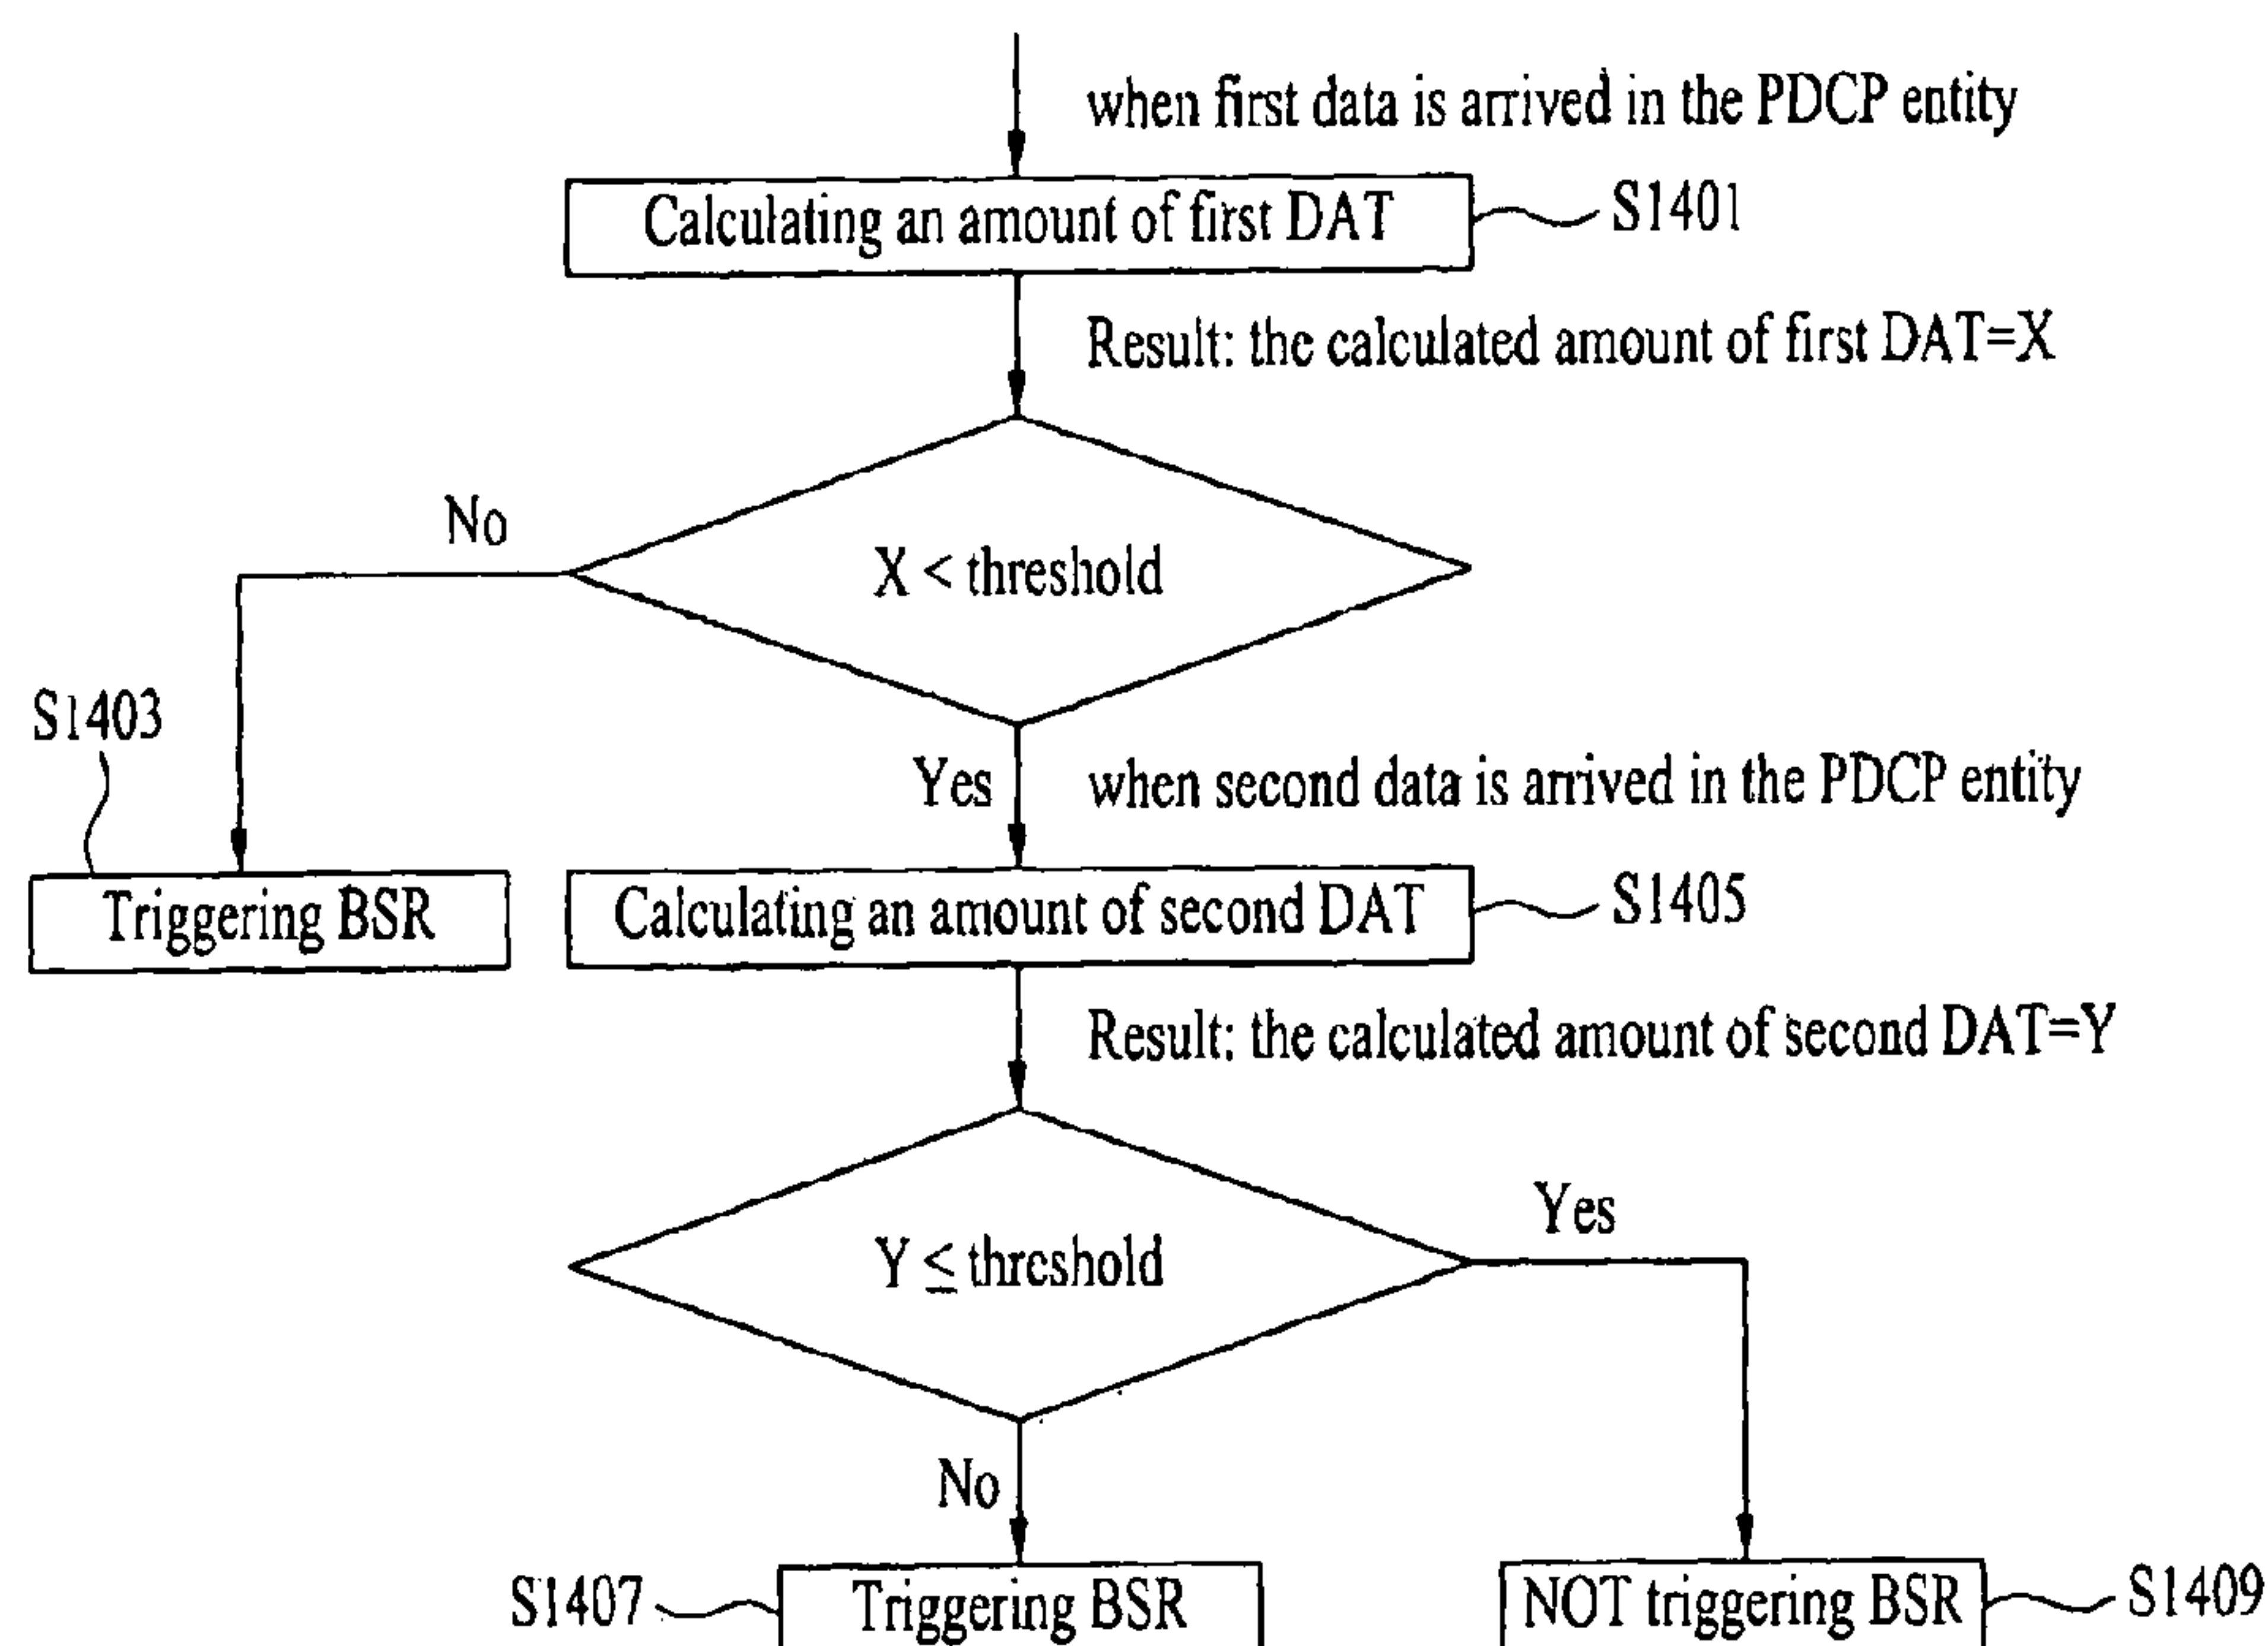 when first data is arrived in the PDCP entity
Calculating an amount of first DAT
S1401
Result: the calculated amount of first DAT=X
No
X < threshold
S1403
Yes
when second data is arrived in the PDCP entity
Triggering BSR
Calculating an amount of second DAT
S1405
Result: the calculated amount of second DAT=Y
Yes
Y ≤ threshold
No
S1407
Triggering BSR
NOT triggering BSR
S1409